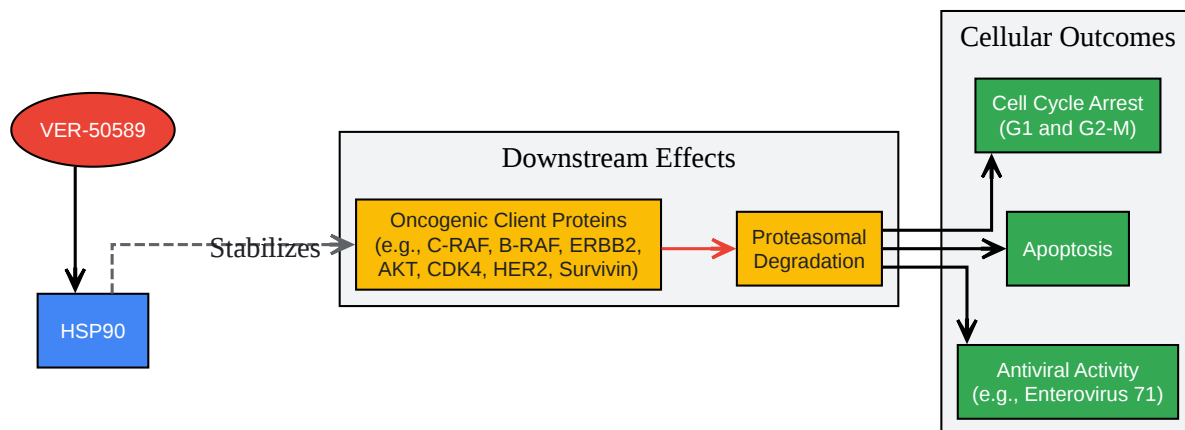 VER-50589
HSP90
Stabilizes
Downstream Effects
Oncogenic Client Proteins
(e.g., C-RAF, B-RAF, ERBB2,
AKT, CDK4, HER2, Survivin)
Proteasomal
Degradation
Cellular Outcomes
Cell Cycle Arrest
(G1 and G2-M)
Apoptosis
Antiviral Activity
(e.g., Enterovirus 71)